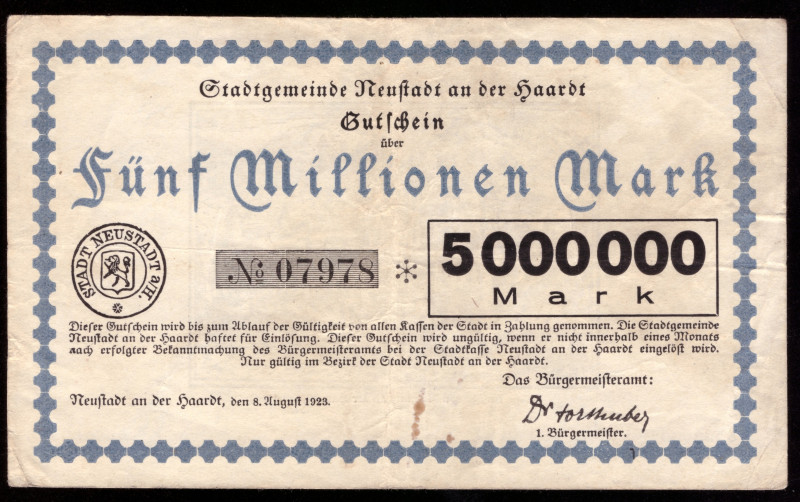 Stadtgemeinde Neustadt an der Haardt
Gutschein
über
Fünf Millionen Mark
STADT NEUSTADT a/H.
No 07978 *
5000000
Mark
Dieser Gutschein wird bis zum Ablauf der Gültigkeit von allen Kassen der Stadt in Zahlung genommen. Die Stadtgemeinde
Neustadt an der Haardt haftet für Einlösung. Dieser Gutschein wird ungültig, wenn er nicht innerhalb eines Monats
nach erfolgter Bekanntmachung des Bürgermeisteramts bei der Stadtkasse Neustadt an der Haardt eingelöst wird.
Nur gültig im Bezirk der Stadt Neustadt an der Haardt.
Das Bürgermeisteramt:
Neustadt an der Haardt, den 8. August 1923.
Dr
1. Bürgermeister.